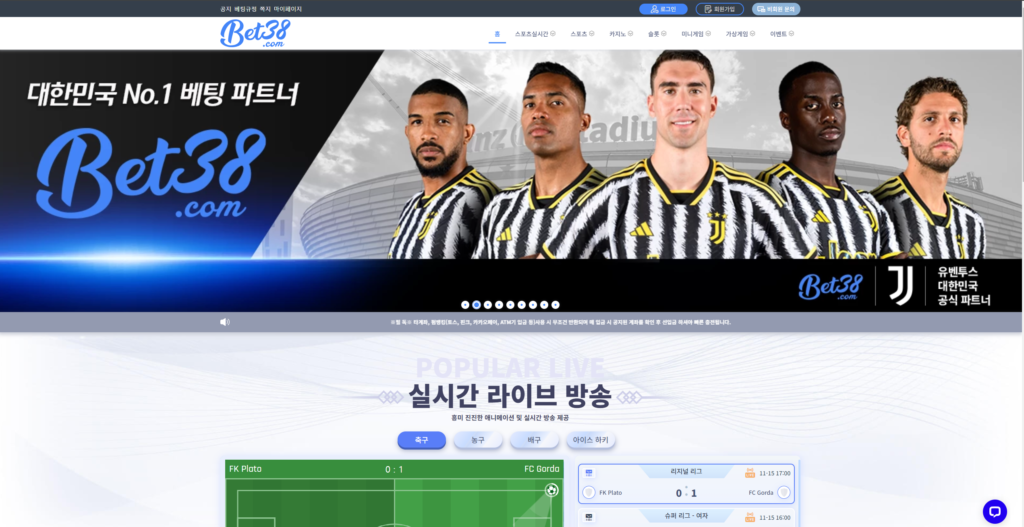 공지 배팅규정 쪽지 마이페이지
로그인
회원가입
비회원 문의
Bet38
.com
홈
스포츠실시간
스포츠
카지노
슬롯
미니게임
가상게임
이벤트
대한민국 No.1 베팅 파트너
Bet38
.com
Bet38
.com
유벤투스
대한민국
공식 파트너
POPULAR LIVE
실시간 라이브 방송
흥미 진진한 애니메이션 및 실시간 방송 제공
축구
농구
배구
아이스 하키
FK Plato
0 : 1
FC Gorda
리지널 리그
11-15 17:00
FK Plato
0 : 1
FC Gorda
슈퍼 리그 - 여자
11-15 16:00